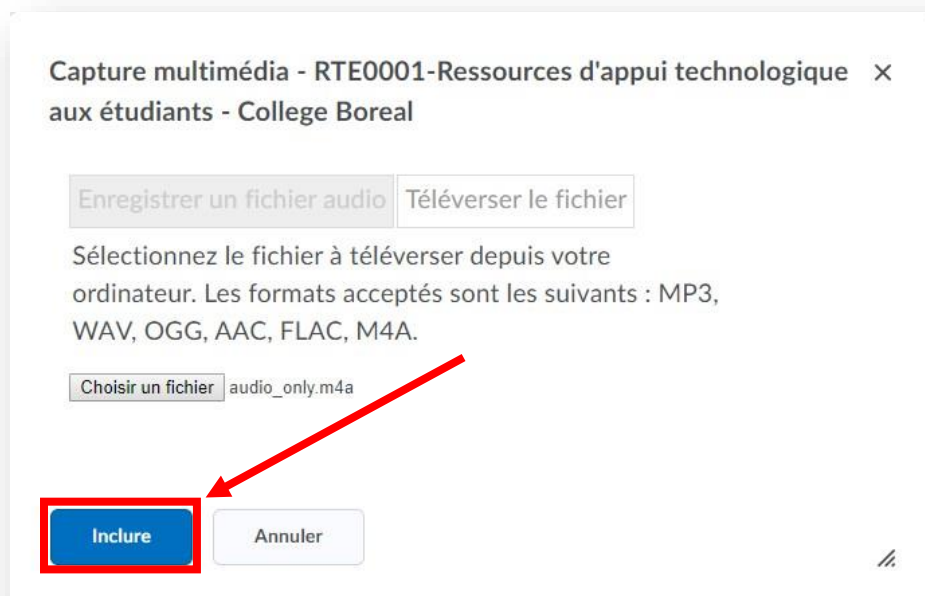 Capture multimédia - RTE0001-Ressources d'appui technologique ×
aux étudiants - College Boreal
Enregistrer un fichier audio Téléverser le fichier
Sélectionnez le fichier à téléverser depuis votre
ordinateur. Les formats acceptés sont les suivants : MP3,
WAV, OGG, AAC, FLAC, M4A.
Choisir un fichier audio_only.m4a
Inclure Annuler